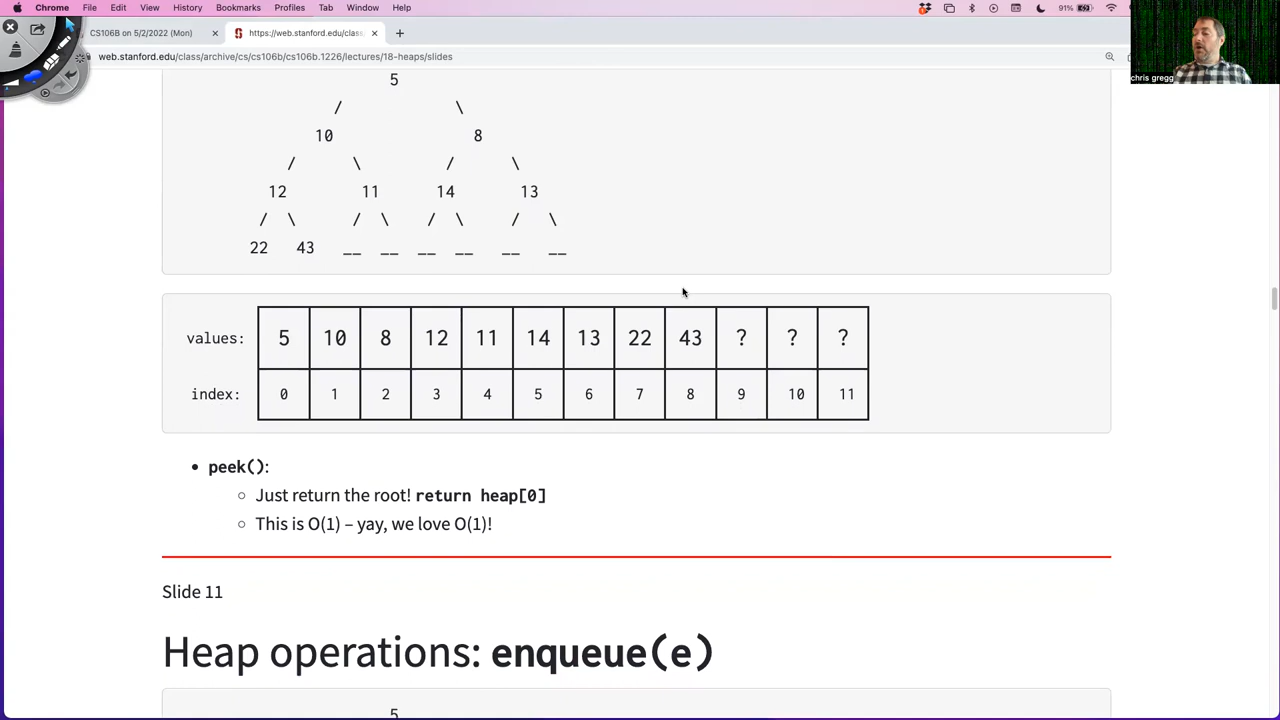 Chrome File Edit View History Bookmarks Profiles Tab Window Help 91%
CS106B on 5/2/2022 (Mon) https://web.stanford.edu/clas
web.stanford.edu/class/archive/cs/cs106b/cs106b.1226/lectures/18-heaps/slides
chris gregg
5
/ \
10 8
/ \ / \
12 11 14 13
/ \ / \ / \ / \
22 43 __ __ __ __ __ __
values: 5 10 8 12 11 14 13 22 43 ? ? ?
index: 0 1 2 3 4 5 6 7 8 9 10 11
• peek():
○ Just return the root! return heap[0]
○ This is O(1) – yay, we love O(1)!
Slide 11
Heap operations: enqueue(e)
5